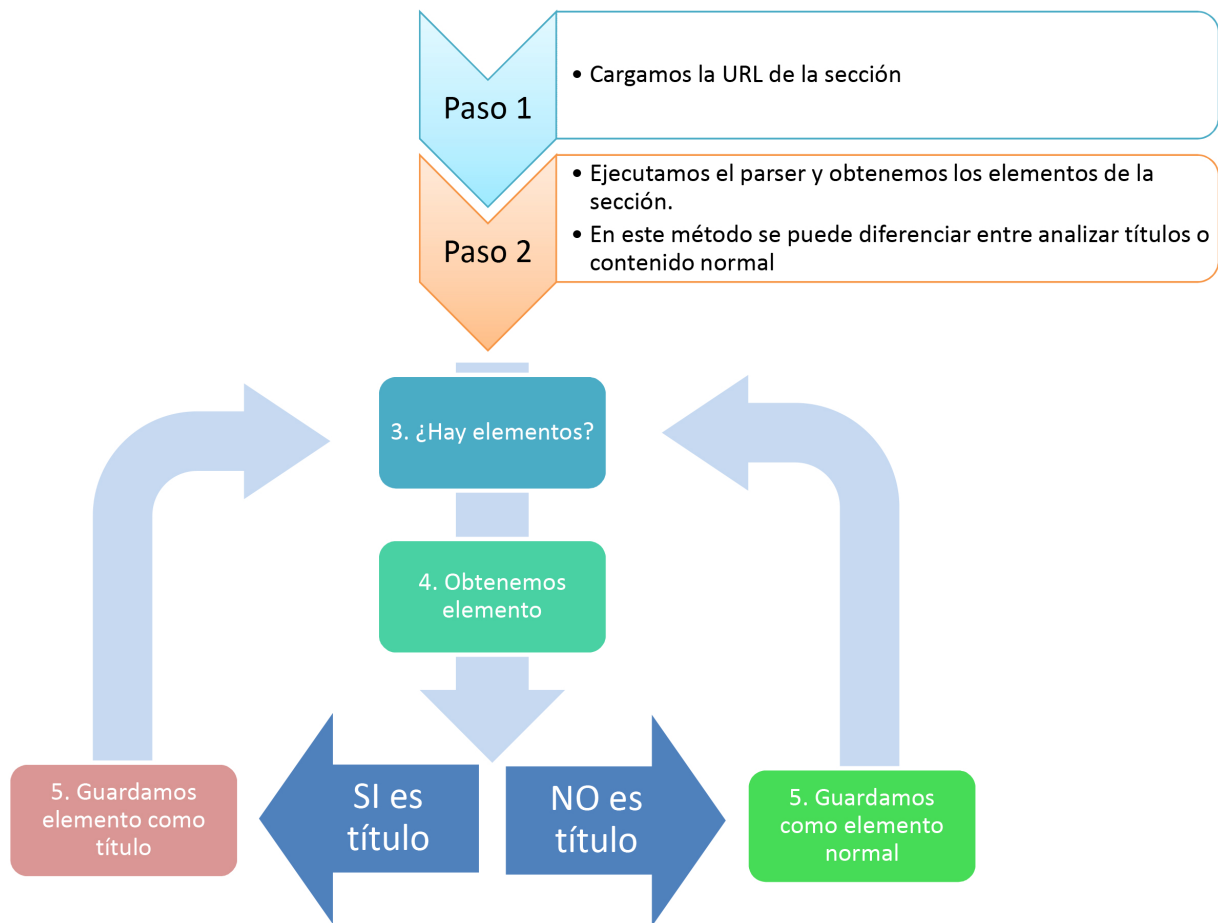 Paso 1
• Cargamos la URL de la sección
Paso 2
• Ejecutamos el parser y obtenemos los elementos de la
sección.
• En este método se puede diferenciar entre analizar títulos o
contenido normal
3. ¿Hay elementos?
4. Obtenemos
elemento
SI es
título
NO es
título
5. Guardamos
elemento como
título
5. Guardamos
como elemento
normal